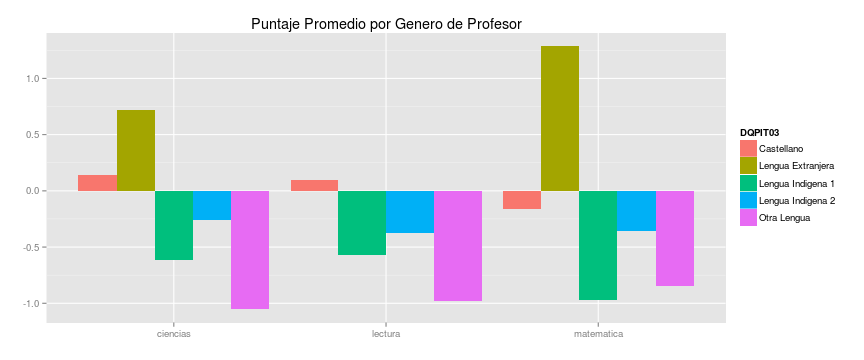 Puntaje Promedio por Genero de Profesor
1.0
0.5
0.0
-0.5
-1.0
ciencias
lectura
matematica
DQPIT03
Castellano
Lengua Extranjera
Lengua Indigena 1
Lengua Indigena 2
Otra Lengua